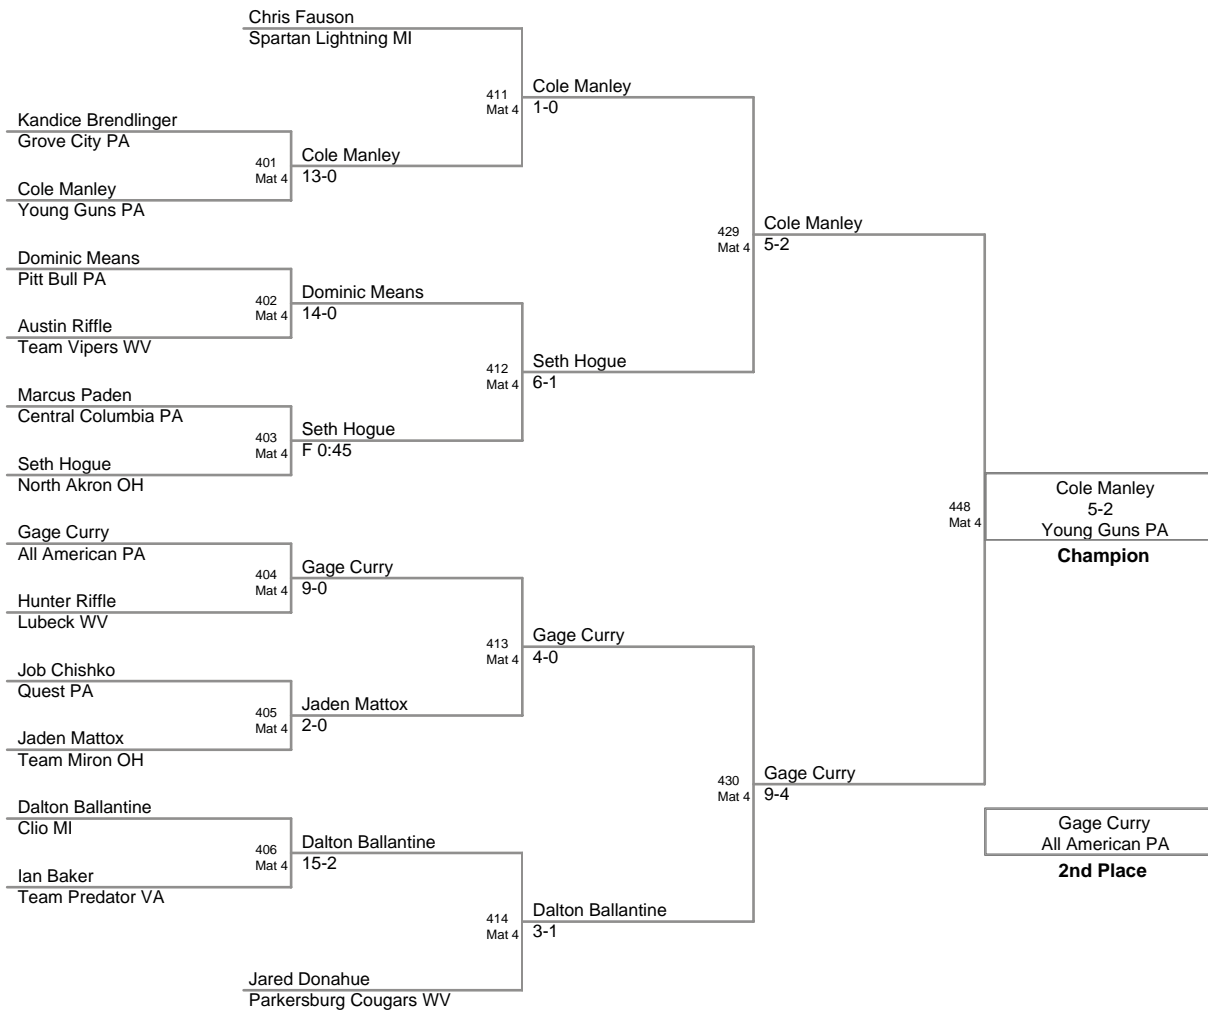 Chris Fauson
Spartan Lightning MI
411
Mat 4
Cole Manley
1-0
Kandice Brendlinger
Grove City PA
401
Mat 4
Cole Manley
13-0
Cole Manley
Young Guns PA
429
Mat 4
Cole Manley
5-2
Dominic Means
Pitt Bull PA
402
Mat 4
Dominic Means
14-0
Austin Riffle
Team Vipers WV
412
Mat 4
Seth Hogue
6-1
Marcus Paden
Central Columbia PA
403
Mat 4
Seth Hogue
F 0:45
Seth Hogue
North Akron OH
448
Mat 4
Cole Manley
5-2
Young Guns PA
Champion
Gage Curry
All American PA
404
Mat 4
Gage Curry
9-0
Hunter Riffle
Lubeck WV
413
Mat 4
Gage Curry
4-0
Job Chishko
Quest PA
405
Mat 4
Jaden Mattox
2-0
Jaden Mattox
Team Miron OH
430
Mat 4
Gage Curry
9-4
Dalton Ballantine
Clio MI
406
Mat 4
Dalton Ballantine
15-2
Ian Baker
Team Predator VA
Gage Curry
All American PA
2nd Place
414
Mat 4
Dalton Ballantine
3-1
Jared Donahue
Parkersburg Cougars WV